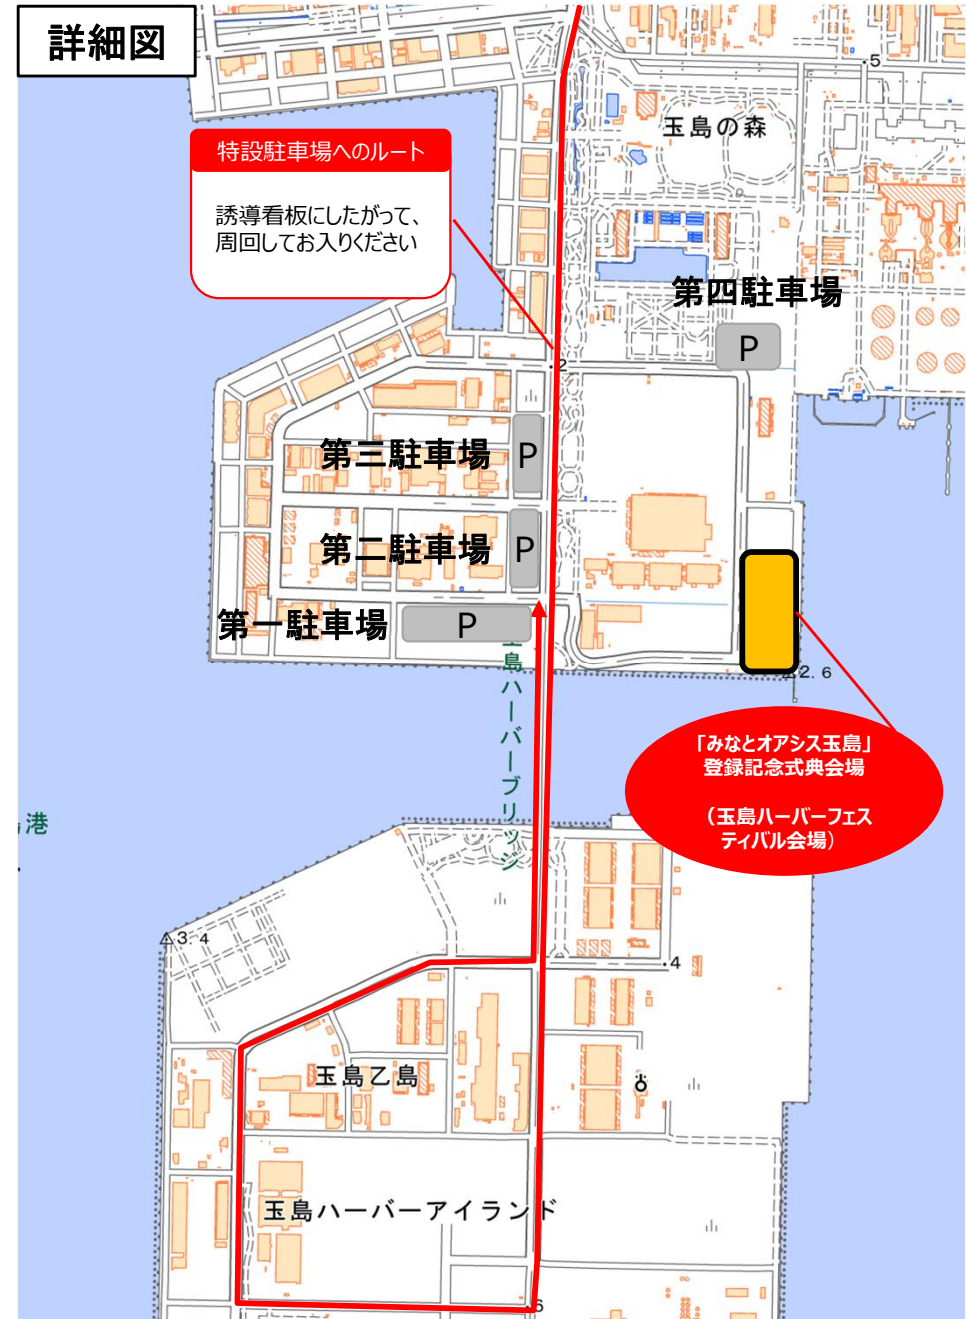 詳細図
.5
玉島の森
特設駐車場へのルート
誘導看板にしたがって、
周回してお入りください
第四駐車場
P
.2
第三駐車場 P
第二駐車場 P
第一駐車場 P
2.6
島ハーバーブリッジ
「みなとオアシス玉島」
登録記念式典会場
（玉島ハーバーフェス
ティバル会場）
港
3.4
.4
玉島乙島
玉島ハーバーアイランド
.6